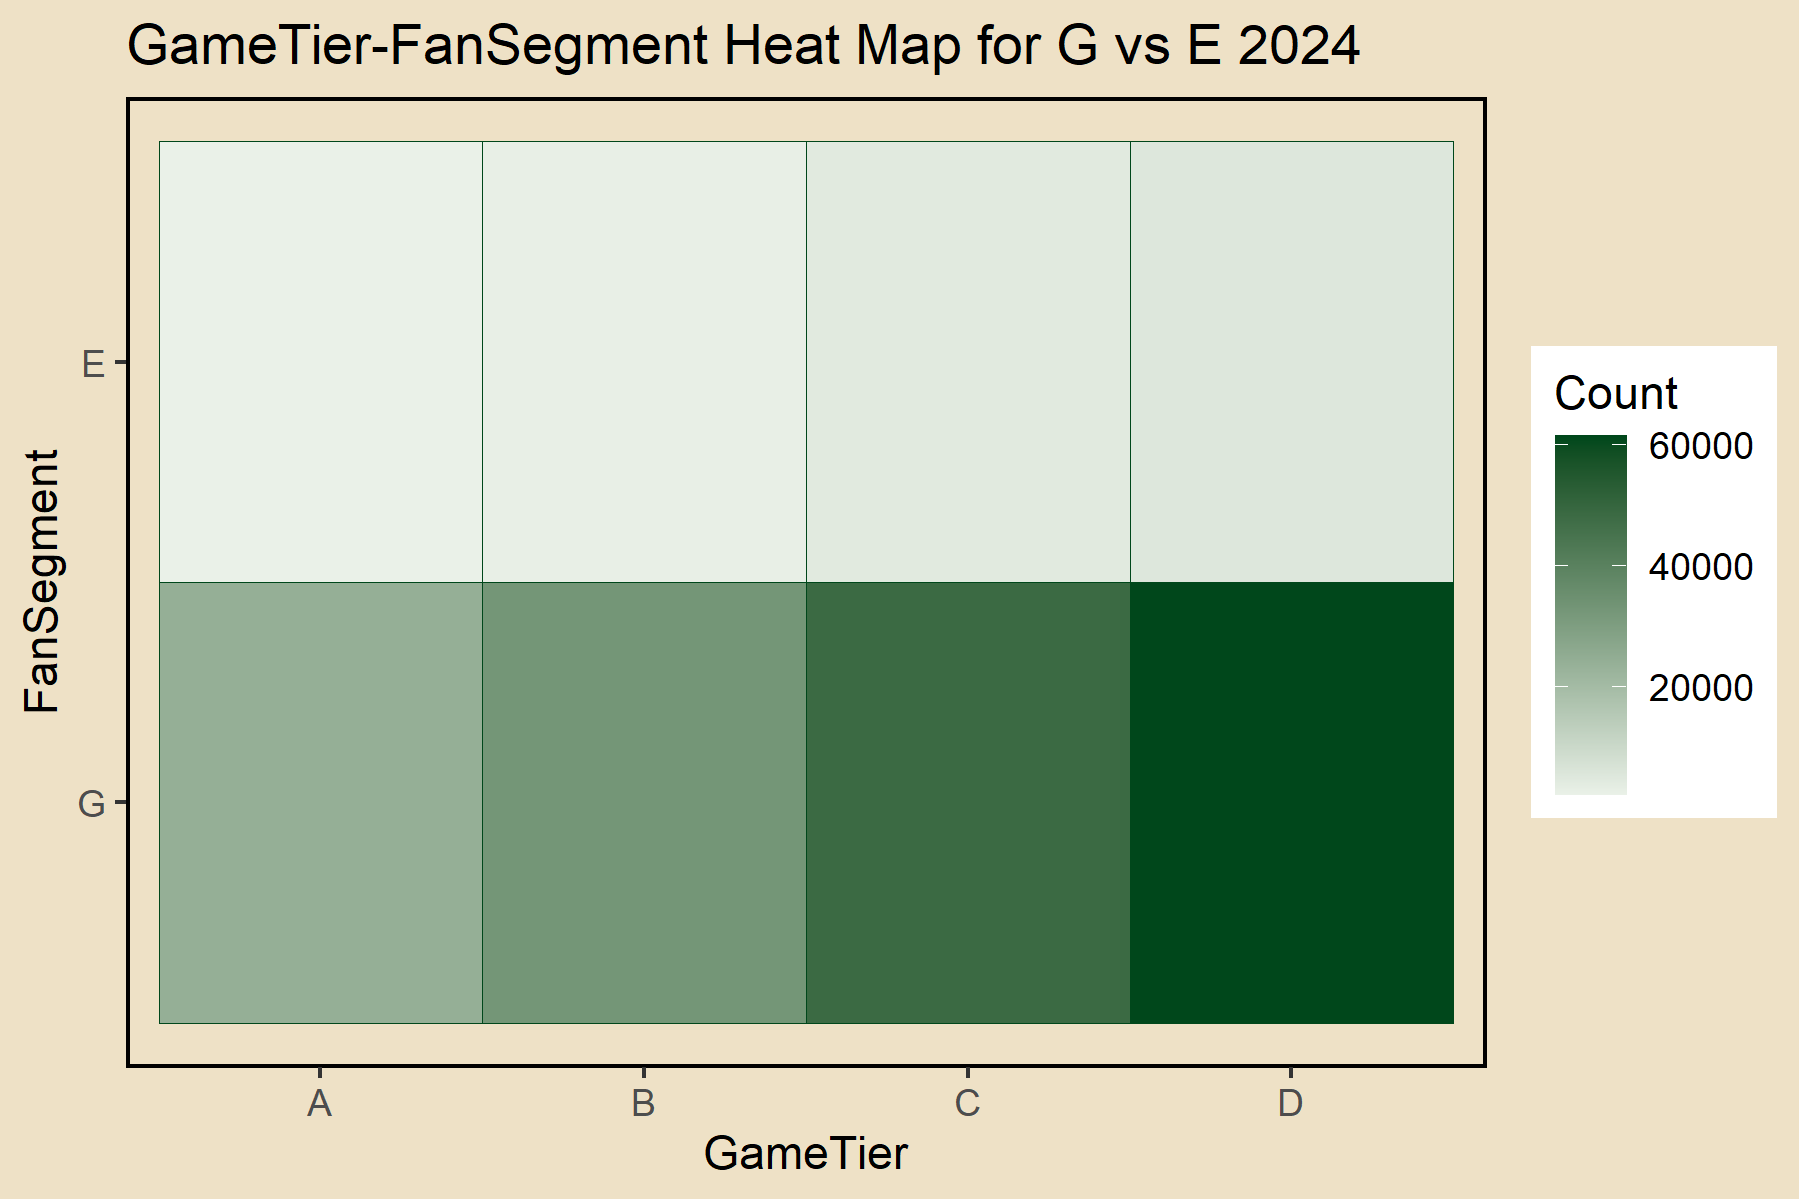 GameTier-FanSegment Heat Map for G vs E 2024
FanSegment
E
G
A
B
C
D
GameTier
Count
60000
40000
20000